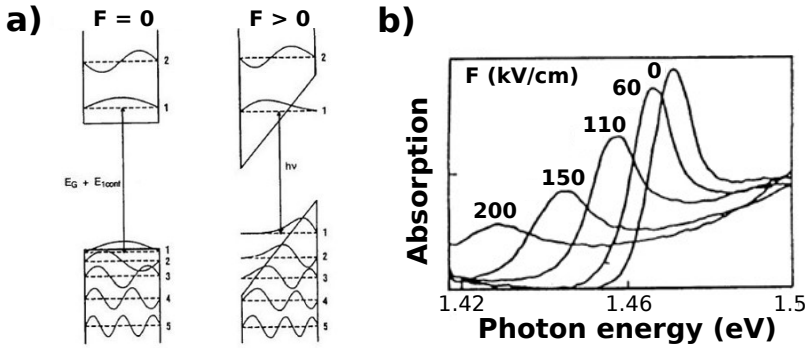 a)
F = 0
F > 0
2
1
E_G + E_1conf
1
2
3
4
5
2
1
hν
1
2
3
4
5
b)
F (kV/cm)
0
60
110
150
200
Absorption
1.42
1.46
1.5
Photon energy (eV)